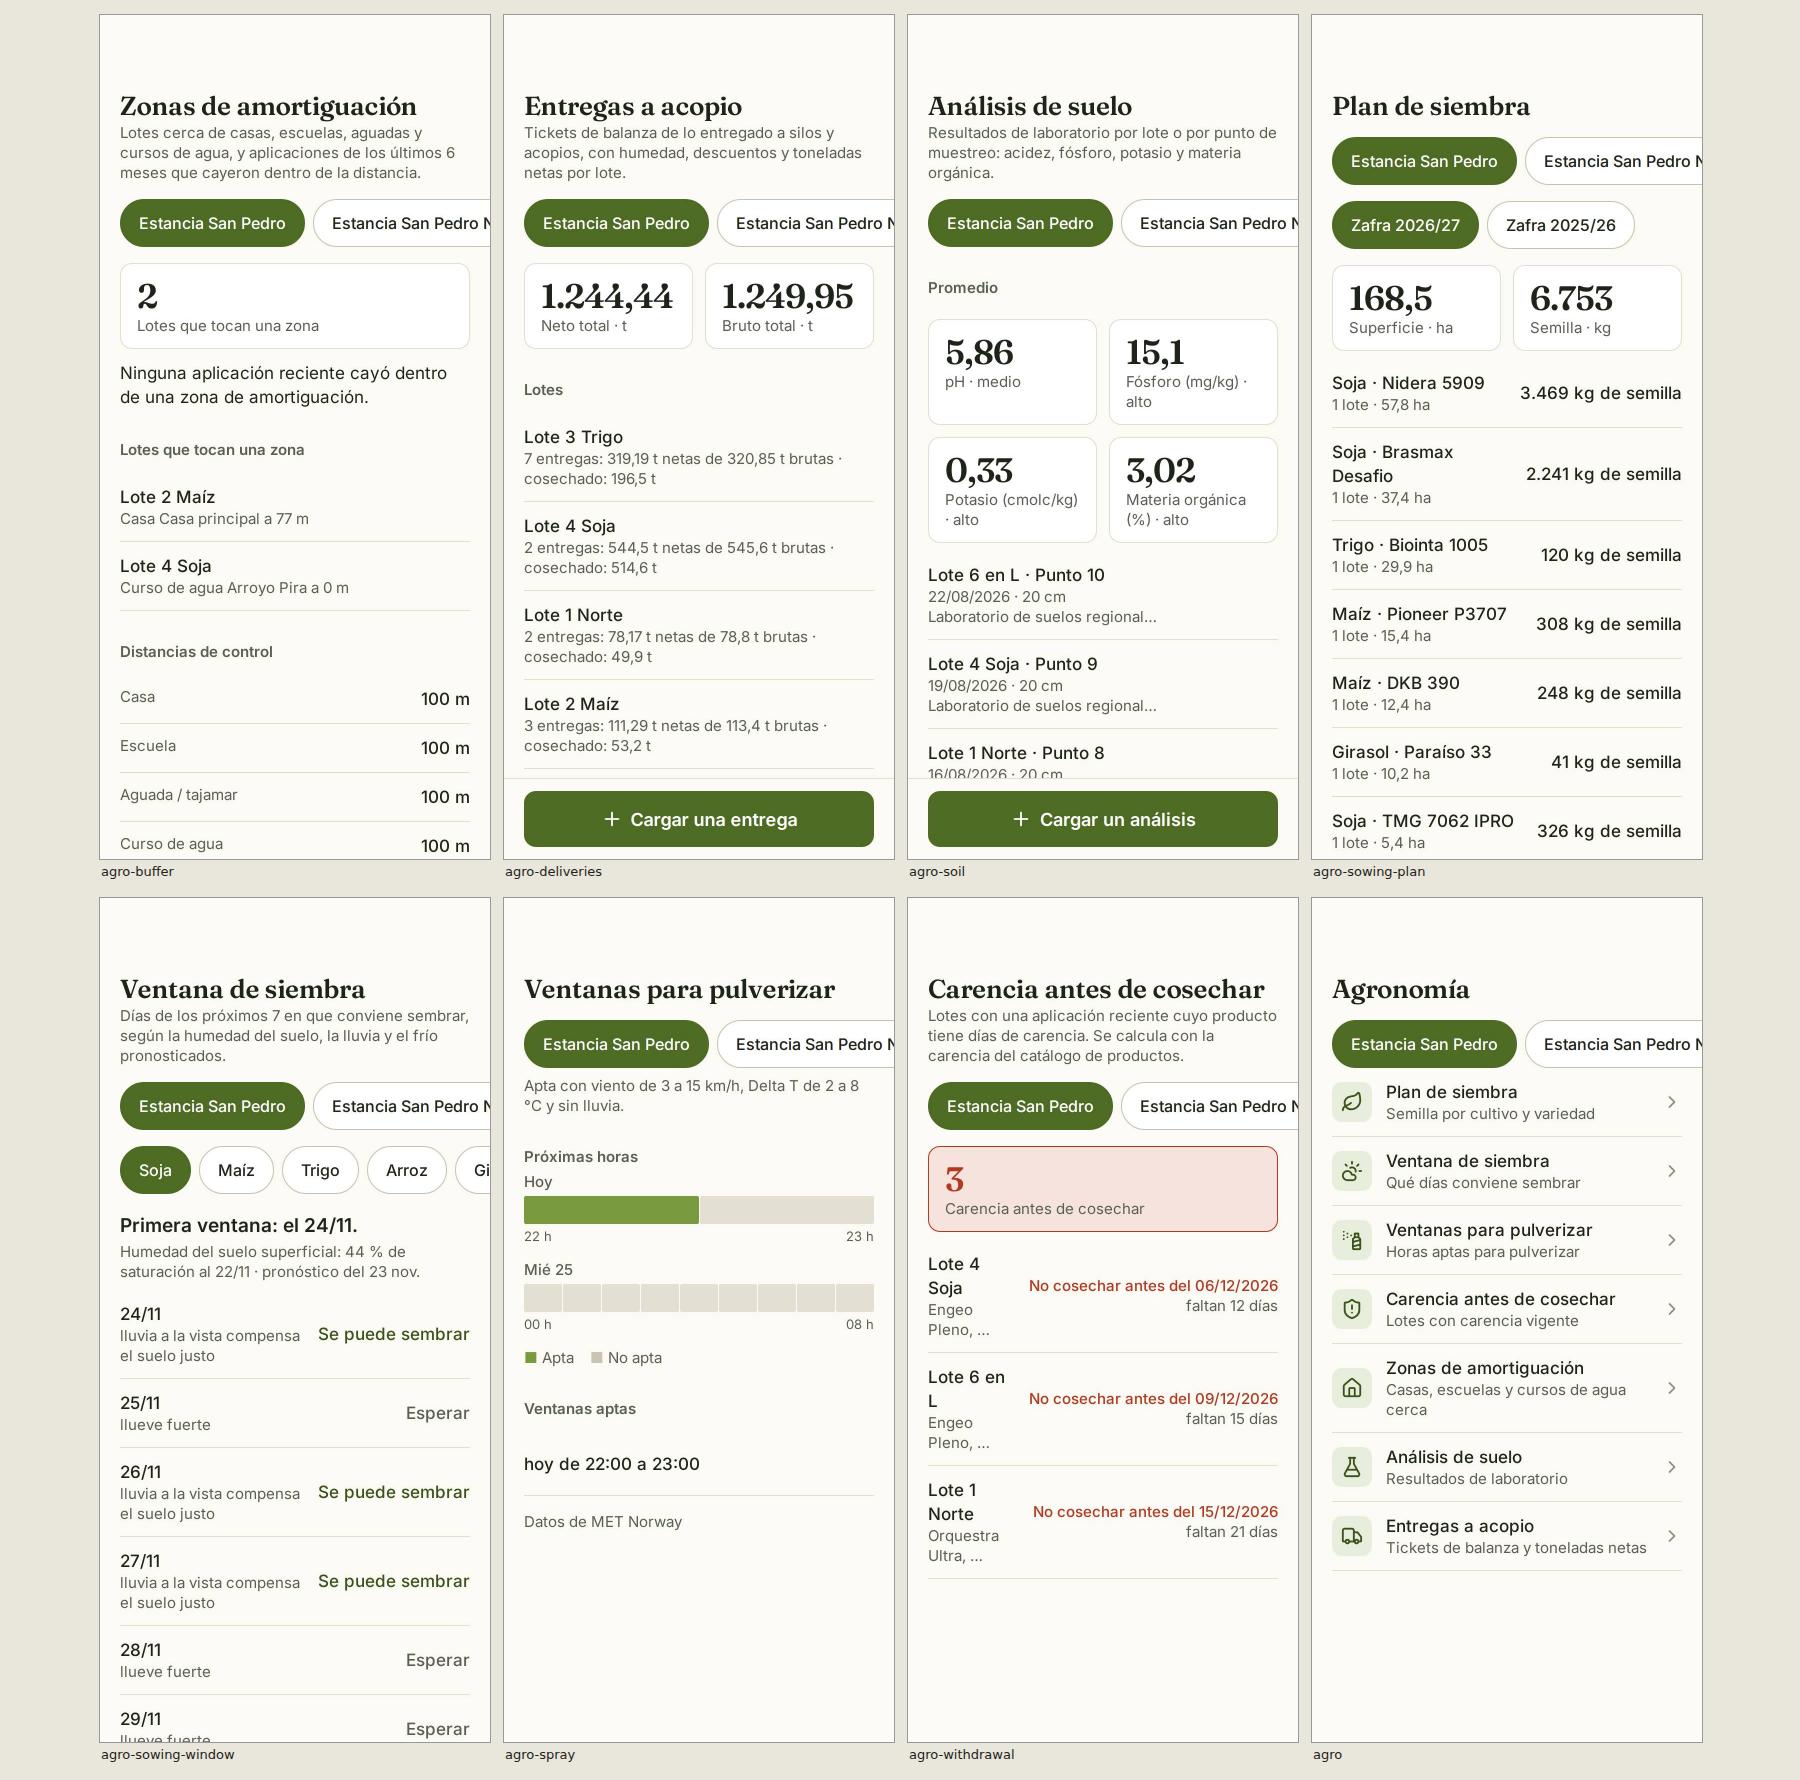 Zonas de amortiguación
Lotes cerca de casas, escuelas, aguadas y
cursos de agua, y aplicaciones de los últimos 6
meses que cayeron dentro de la distancia.
Estancia San Pedro
Estancia San Pedro N
2
Lotes que tocan una zona
Ninguna aplicación reciente cayó dentro
de una zona de amortiguación.
Lotes que tocan una zona
Lote 2 Maíz
Casa Casa principal a 77 m
Lote 4 Soja
Curso de agua Arroyo Pira a 0 m
Distancias de control
Casa 100 m
Escuela 100 m
Aguada / tajamar 100 m
Curso de agua 100 m
agro-buffer
Entregas a acopio
Tickets de balanza de lo entregado a silos y
acopios, con humedad, descuentos y toneladas
netas por lote.
Estancia San Pedro
Estancia San Pedro N
1.244,44
Neto total · t
1.249,95
Bruto total · t
Lotes
Lote 3 Trigo
7 entregas: 319,19 t netas de 320,85 t brutas ·
cosechado: 196,5 t
Lote 4 Soja
2 entregas: 544,5 t netas de 545,6 t brutas ·
cosechado: 514,6 t
Lote 1 Norte
2 entregas: 78,17 t netas de 78,8 t brutas ·
cosechado: 49,9 t
Lote 2 Maíz
3 entregas: 111,29 t netas de 113,4 t brutas ·
cosechado: 53,2 t
+ Cargar una entrega
agro-deliveries
Análisis de suelo
Resultados de laboratorio por lote o por punto de
muestreo: acidez, fósforo, potasio y materia
orgánica.
Estancia San Pedro
Estancia San Pedro N
Promedio
5,86
pH · medio
15,1
Fósforo (mg/kg) ·
alto
0,33
Potasio (cmolc/kg)
· alto
3,02
Materia orgánica
(%) · alto
Lote 6 en L · Punto 10
22/08/2026 · 20 cm
Laboratorio de suelos regional...
Lote 4 Soja · Punto 9
19/08/2026 · 20 cm
Laboratorio de suelos regional...
Lote 1 Norte · Punto 8
16/08/2026 · 20 cm
+ Cargar un análisis
agro-soil
Plan de siembra
Estancia San Pedro
Estancia San Pedro N
Zafra 2026/27
Zafra 2025/26
168,5
Superficie · ha
6.753
Semilla · kg
Soja · Nidera 5909
1 lote · 57,8 ha
3.469 kg de semilla
Soja · Brasmax
Desafio
1 lote · 37,4 ha
2.241 kg de semilla
Trigo · Biointa 1005
1 lote · 29,9 ha
120 kg de semilla
Maíz · Pioneer P3707
1 lote · 15,4 ha
308 kg de semilla
Maíz · DKB 390
1 lote · 12,4 ha
248 kg de semilla
Girasol · Paraíso 33
1 lote · 10,2 ha
41 kg de semilla
Soja · TMG 7062 IPRO
1 lote · 5,4 ha
326 kg de semilla
agro-sowing-plan
Ventana de siembra
Días de los próximos 7 en que conviene sembrar,
según la humedad del suelo, la lluvia y el frío
pronosticados.
Estancia San Pedro
Estancia San Pedro N
Soja
Maíz
Trigo
Arroz
Gi
Primera ventana: el 24/11.
Humedad del suelo superficial: 44 % de
saturación al 22/11 · pronóstico del 23 nov.
24/11
lluvia a la vista compensa
el suelo justo
Se puede sembrar
25/11
llueve fuerte
Esperar
26/11
lluvia a la vista compensa
el suelo justo
Se puede sembrar
27/11
lluvia a la vista compensa
el suelo justo
Se puede sembrar
28/11
llueve fuerte
Esperar
29/11
llueve fuerte
Esperar
agro-sowing-window
Ventanas para pulverizar
Estancia San Pedro
Estancia San Pedro N
Apta con viento de 3 a 15 km/h, Delta T de 2 a 8
°C y sin lluvia.
Próximas horas
Hoy
22 h 23 h
Mié 25
00 h 08 h
Apta No apta
Ventanas aptas
hoy de 22:00 a 23:00
Datos de MET Norway
agro-spray
Carencia antes de cosechar
Lotes con una aplicación reciente cuyo producto
tiene días de carencia. Se calcula con la
carencia del catálogo de productos.
Estancia San Pedro
Estancia San Pedro N
3
Carencia antes de cosechar
Lote 4
Soja
Engeo
Pleno, ...
No cosechar antes del 06/12/2026
faltan 12 días
Lote 6 en
L
Engeo
Pleno, ...
No cosechar antes del 09/12/2026
faltan 15 días
Lote 1
Norte
Orquestra
Ultra, ...
No cosechar antes del 15/12/2026
faltan 21 días
agro-withdrawal
Agronomía
Estancia San Pedro
Estancia San Pedro N
Plan de siembra
Semilla por cultivo y variedad
Ventana de siembra
Qué días conviene sembrar
Ventanas para pulverizar
Horas aptas para pulverizar
Carencia antes de cosechar
Lotes con carencia vigente
Zonas de amortiguación
Casas, escuelas y cursos de agua
cerca
Análisis de suelo
Resultados de laboratorio
Entregas a acopio
Tickets de balanza y toneladas netas
agro